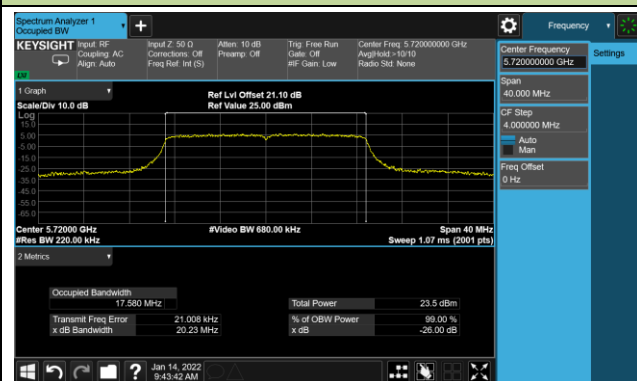 Spectrum Analyzer 1
Occupied BW
+
Frequency
KEYSIGHT
Input: RF
Coupling: AC
Align: Auto
Input Z: 50 Ω
Corrections: Off
Freq Ref: Int (S)
Atten: 10 dB
Preamp: Off
Trig: Free Run
Gate: Off
#IF Gain: Low
Center Freq: 5.720000000 GHz
Avg|Hold:>10/10
Radio Std: None
Center Frequency
5.720000000 GHz
Settings
Span
40.000 MHz
CF Step
4.000000 MHz
Auto
Man
Freq Offset
0 Hz
1 Graph
Scale/Div 10.0 dB
Ref Lvl Offset 21.10 dB
Ref Value 25.00 dBm
Log
15.0
5.00
-5.00
-15.0
-25.0
-35.0
-45.0
-55.0
-65.0
Center 5.72000 GHz
#Res BW 220.00 kHz
#Video BW 680.00 kHz
Span 40 MHz
Sweep 1.07 ms (2001 pts)
2 Metrics
Occupied Bandwidth
17.580 MHz
Total Power 23.5 dBm
Transmit Freq Error 21.008 kHz
% of OBW Power 99.00 %
x dB Bandwidth 20.23 MHz
x dB -26.00 dB
?
Jan 14, 2022
9:43:42 AM